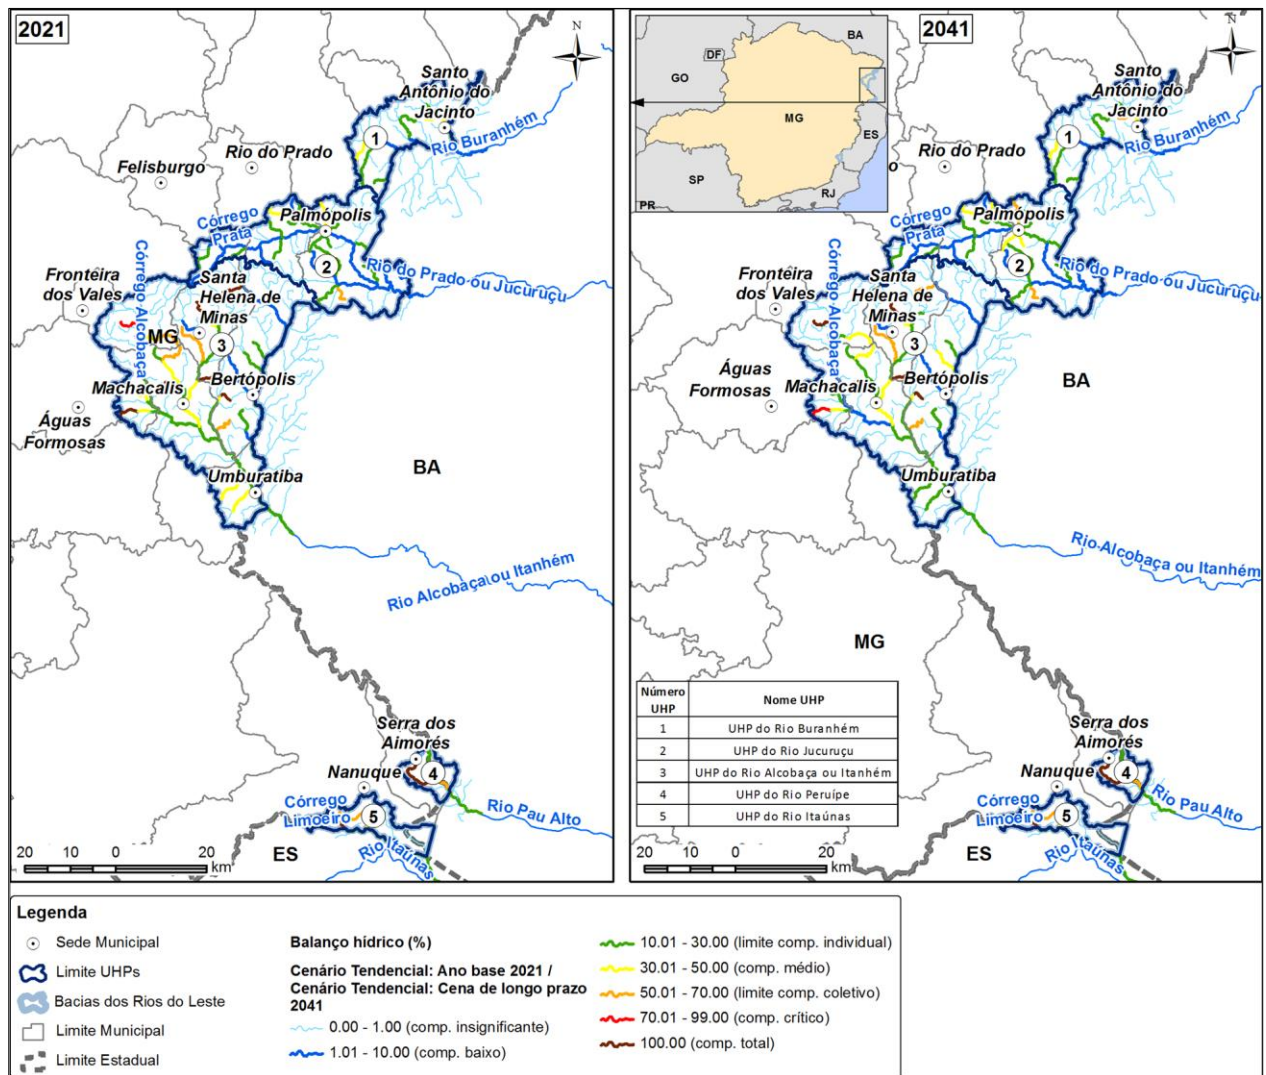 2021
N
Santo
Antônio do
Jacinto
1
Rio Buranhém
Rio do Prado
Felisburgo
Palmópolis
Córrego
Prata
2
Rio do Prado ou Jucuruçu
Frontêira
dos Vales
Córrego Alcobaça
Santa
Helena de
Minas
MG
3
Machacalis
Bertópolis
Águas
Formosas
BA
Umburatiba
Rio Alcobaça ou Itanhém
Serra dos
Aimorés
Nanuque
4
Córrego
Limoeiro
5
Rio Pau Alto
Rio Itaúnas
ES
20 10 0 20
km
2041
N
BA
DF
GO
MG
ES
SP
RJ
PR
Santo
Antônio do
Jacinto
1
Rio Buranhém
o
Rio do Prado
Palmópolis
Córrego
Prata
2
Rio do Prado ou Jucuruçu
Frontêira
dos Vales
Córrego Alcobaça
Santa
Helena de
Minas
3
Águas
Formosas
Machacalis
Bertópolis
BA
Umburatiba
Rio Alcobaça ou Itanhém
MG
Número UHP Nome UHP
1 UHP do Rio Buranhém
2 UHP do Rio Jucuruçu
3 UHP do Rio Alcobaça ou Itanhém
4 UHP do Rio Peruípe
5 UHP do Rio Itaúnas
Serra dos
Aimorés
Nanuque
4
Córrego
Limoeiro
5
Rio Pau Alto
Rio Itaúnas
ES
20 10 0 20
km
Legenda
Sede Municipal
Limite UHPs
Bacias dos Rios do Leste
Limite Municipal
Limite Estadual
Balanço hídrico (%)
Cenário Tendencial: Ano base 2021 /
Cenário Tendencial: Cena de longo prazo
2041
0.00 - 1.00 (comp. insignificante)
1.01 - 10.00 (comp. baixo)
10.01 - 30.00 (limite comp. individual)
30.01 - 50.00 (comp. médio)
50.01 - 70.00 (limite comp. coletivo)
70.01 - 99.00 (comp. crítico)
100.00 (comp. total)